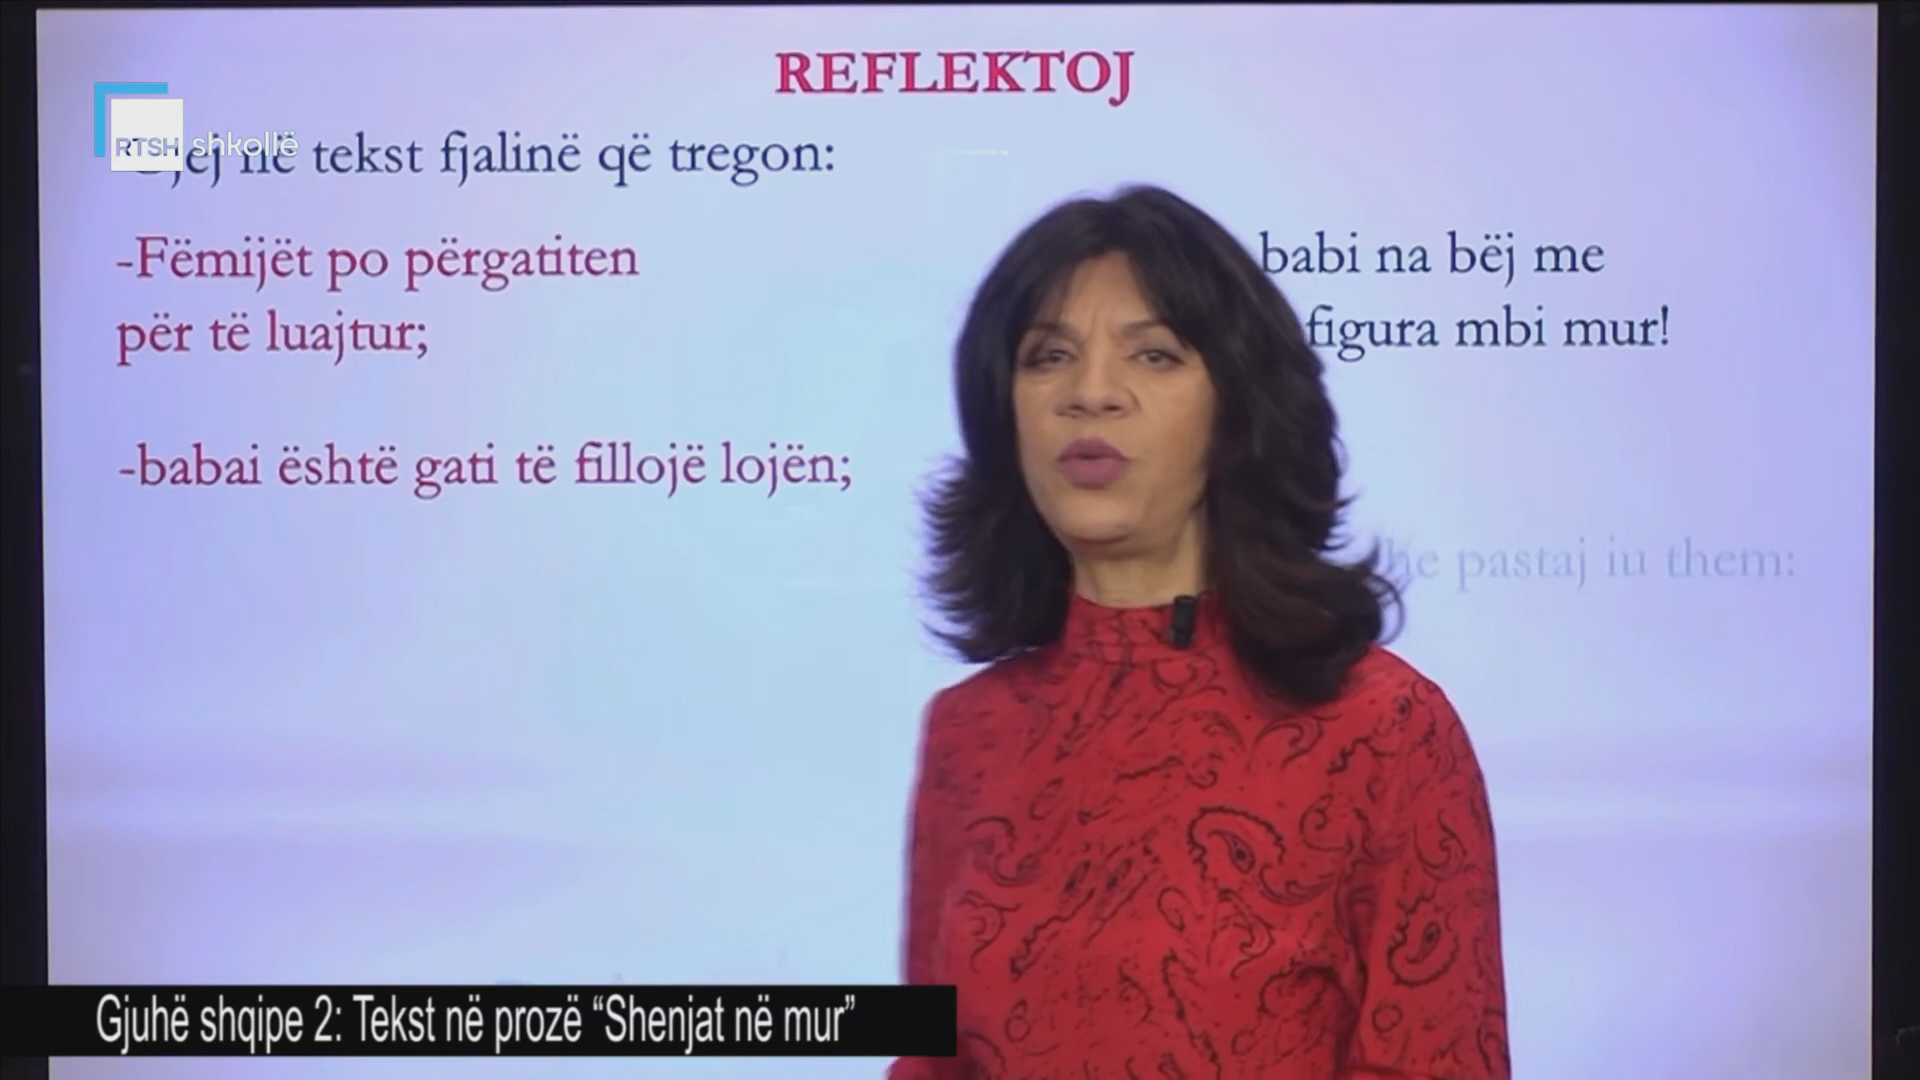 REFLEKTOJ
RTSH shkollë
në tekst fjalinë që tregon:
-Fëmijët po përgatiten
për të luajtur;
babi na bëj me
figura mbi mur!
-babai është gati të fillojë lojën;
pastaj iu them:
Gjuhë shqipe 2: Tekst në prozë “Shenjat në mur”